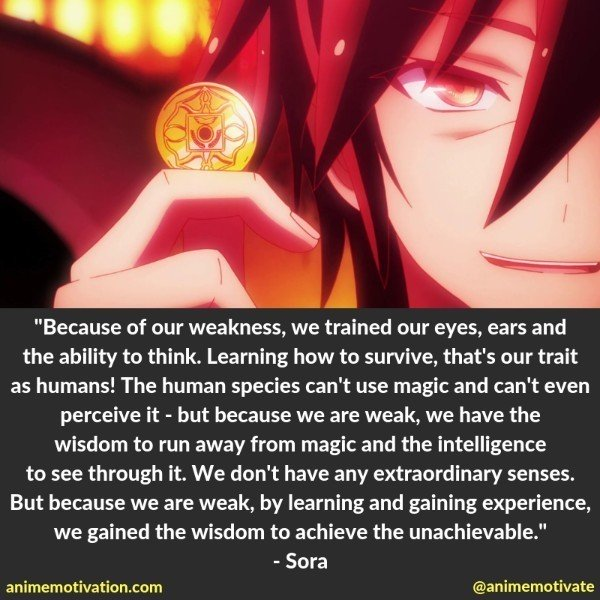 "Because of our weakness, we trained our eyes, ears and
the ability to think. Learning how to survive, that's our trait
as humans! The human species can't use magic and can't even
perceive it - but because we are weak, we have the
wisdom to run away from magic and the intelligence
to see through it. We don't have any extraordinary senses.
But because we are weak, by learning and gaining experience,
we gained the wisdom to achieve the unachievable."
- Sora
animemotivation.com
@animemotivate